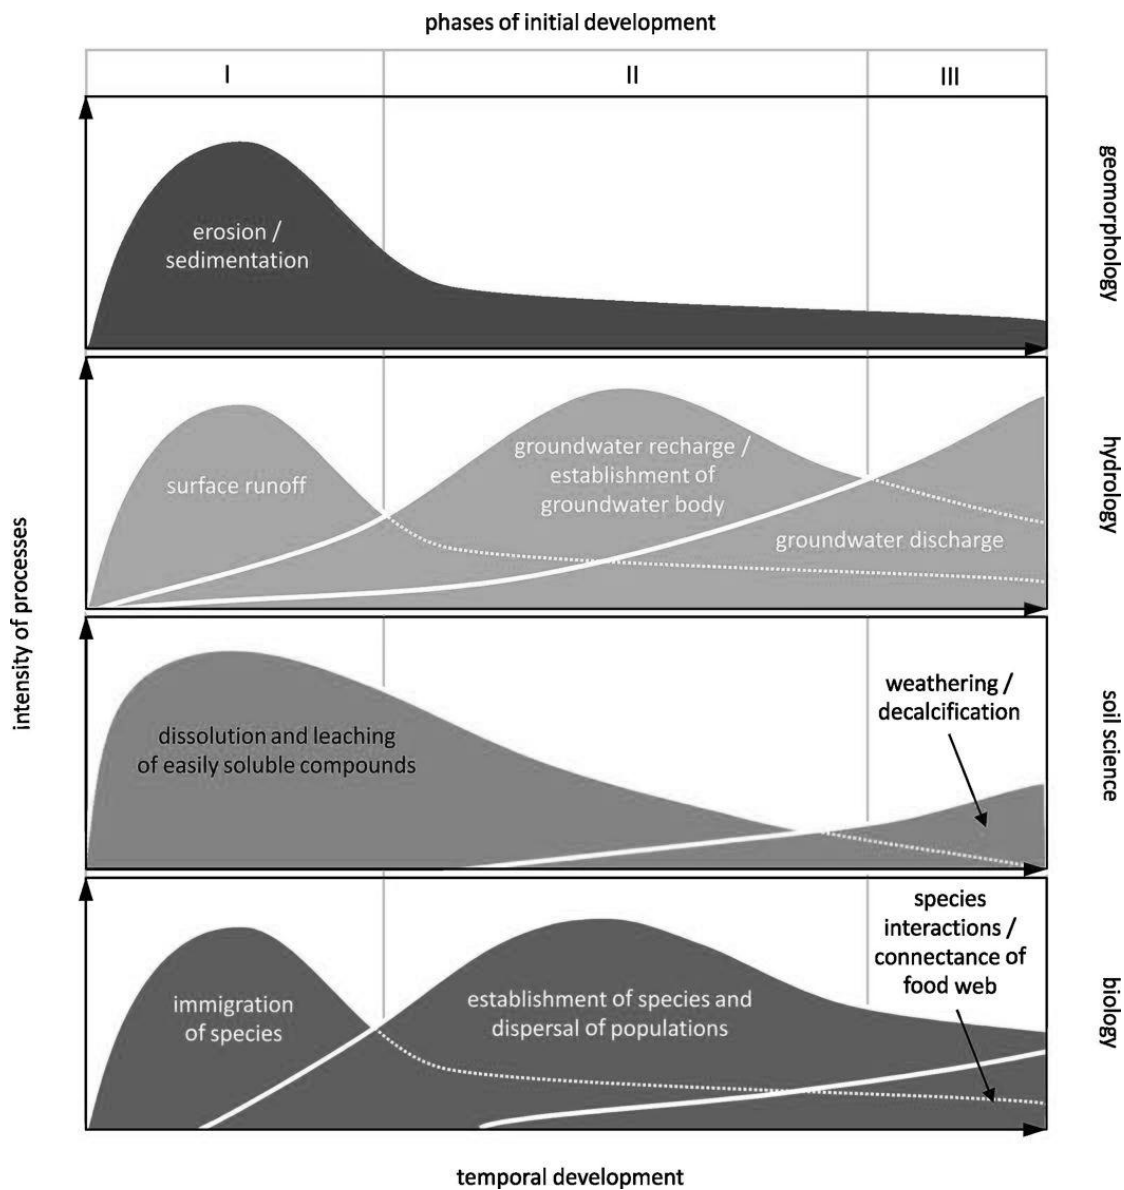 phases of initial development
I
II
III
erosion /
sedimentation
geomorphology
surface runoff
groundwater recharge /
establishment of
groundwater body
groundwater discharge
hydrology
intensity of processes
dissolution and leaching
of easily soluble compounds
weathering /
decalcification
soil science
immigration
of species
establishment of species and
dispersal of populations
species
interactions /
connectance of
food web
biology
temporal development